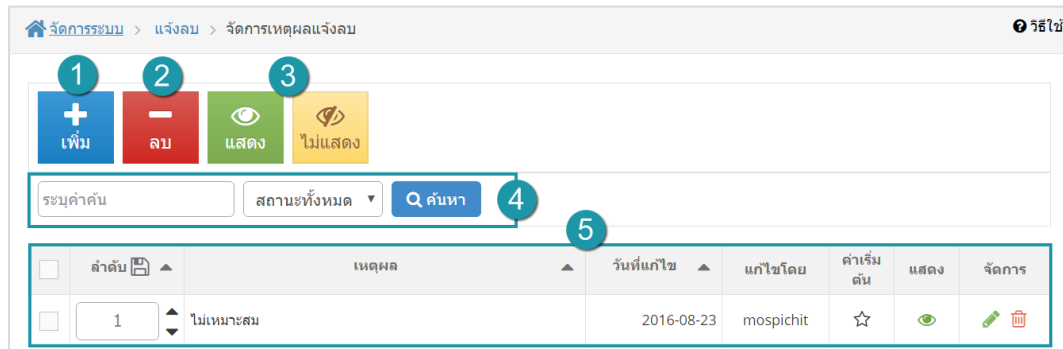 จัดการระบบ > แจ้งลบ > จัดการเหตุผลแจ้งลบ
วิธีใช้
1 2 3
เพิ่ม ลบ แสดง ไม่แสดง
ระบุคำค้น สถานะทั้งหมด ค้นหา 4
5
ลำดับ เหตุผล วันที่แก้ไข แก้ไขโดย ค่าเริ่มต้น แสดง จัดการ
1 ไม่เหมาะสม 2016-08-23 mospichit